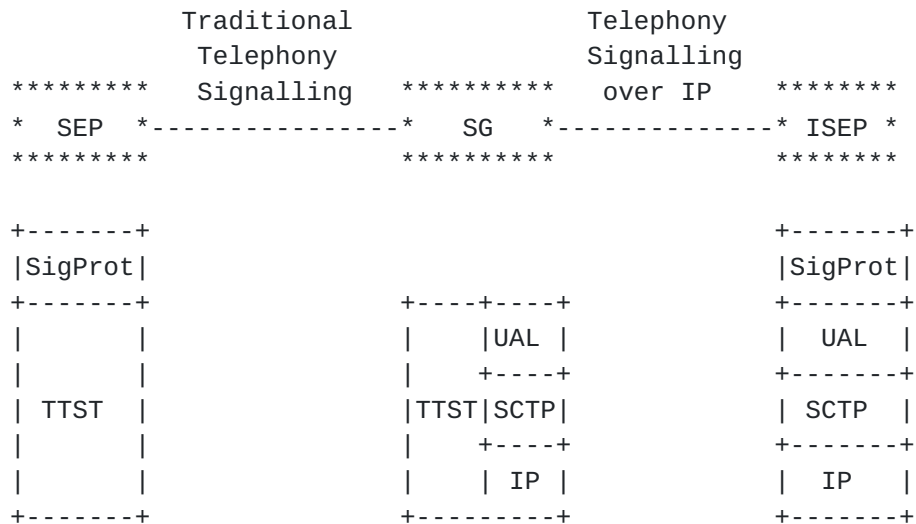 Traditional               Telephony
            Telephony                Signalling
*********   Signalling   **********   over IP    ********
*  SEP  *----------------*   SG   *--------------* ISEP *
*********                **********              ********

+-------+                                        +-------+
|SigProt|                                        |SigProt|
+-------+                +----+----+             +-------+
|       |                |    |UAL |             |  UAL  |
|       |                |    +----+             +-------+
| TTST  |                |TTST|SCTP|             | SCTP  |
|       |                |    +----+             +-------+
|       |                |    | IP |             |  IP   |
+-------+                +---------+             +-------+